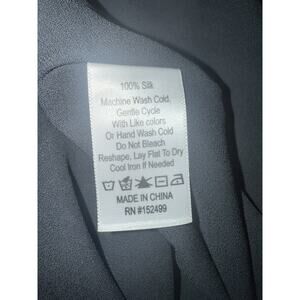 100% Silk
Machine Wash Cold,
Gentle Cycle
With Like colors
Or Hand Wash Cold
Do Not Bleach
Reshape, Lay Flat To Dry
Cool Iron If Needed
MADE IN CHINA
RN #152499